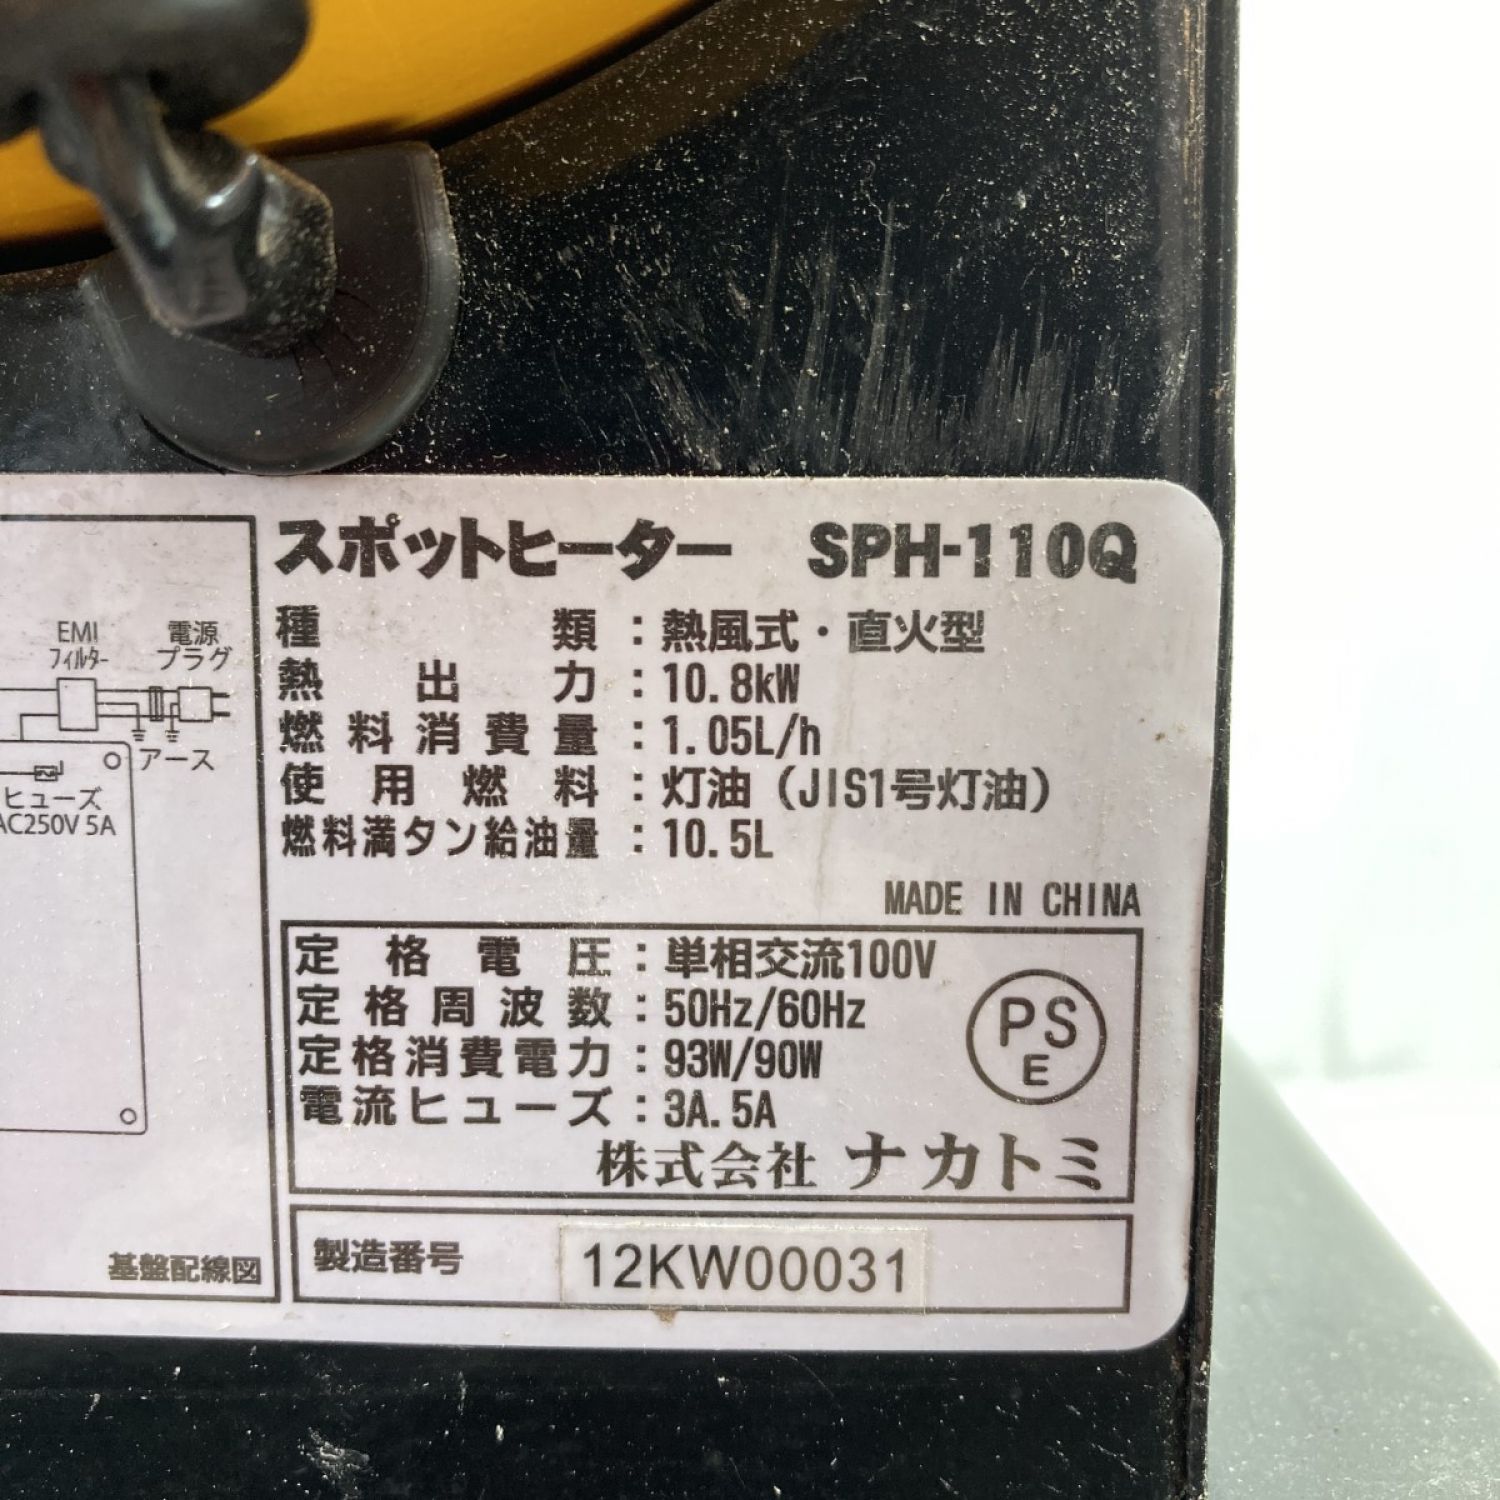 スポットヒーター SPH-110Q
種類：熱風式・直火型
熱出力：10.8kW
燃料消費量：1.05L/h
使用燃料：灯油（JIS1号灯油）
燃料満タン給油量：10.5L
MADE IN CHINA
定格電圧：単相交流100V
定格周波数：50Hz/60Hz
定格消費電力：93W/90W
電流ヒューズ：3A.5A
PS
E
株式会社 ナカトミ
製造番号 12KW00031
EMI
フィルター
電源
プラグ
アース
ヒューズ
AC250V 5A
基盤配線図